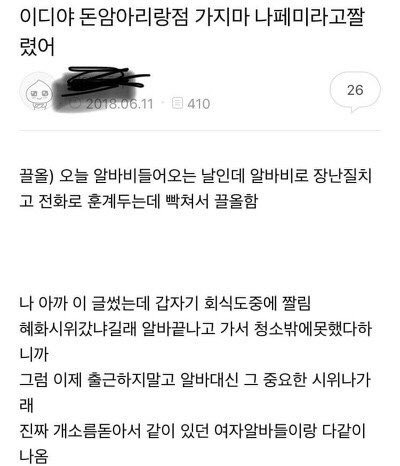 이디야 돈암아리랑점 가지마 나페미라고짤
렸어
2018.06.11
410
26
끌올) 오늘 알바비들어오는 날인데 알바비로 장난질치
고 전화로 훈계두는데 빡쳐서 끌올함
나 아까 이 글썼는데 갑자기 회식도중에 짤림
혜화시위갔냐길래 알바끝나고 가서 청소밖에못했다하
니까
그럼 이제 출근하지말고 알바대신 그 중요한 시위나가
래
진짜 개소름돋아서 같이 있던 여자알바들이랑 다같이
나옴